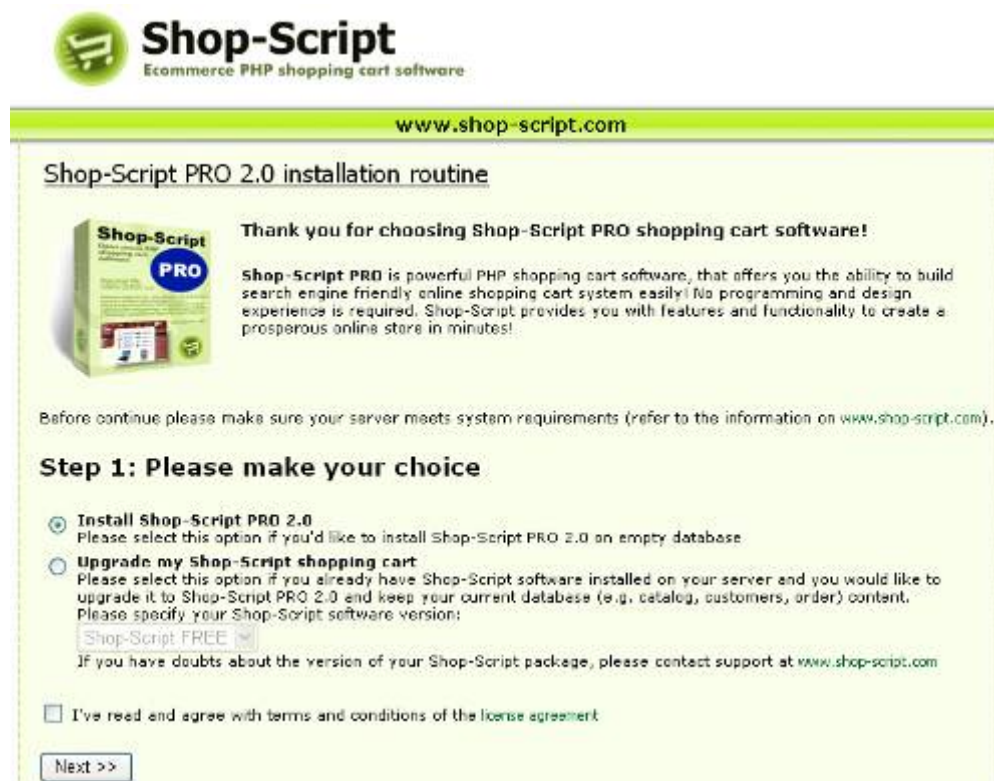 Shop-Script
Ecommerce PHP shopping cart software
www.shop-script.com
Shop-Script PRO 2.0 installation routine
Shop-Script
PRO
Thank you for choosing Shop-Script PRO shopping cart software!
Shop-Script PRO is powerful PHP shopping cart software, that offers you the ability to build
search engine friendly online shopping cart system easily! No programming and design
experience is required. Shop-Script provides you with features and functionality to create a
prosperous online store in minutes!
Before continue please make sure your server meets system requirements (refer to the information on www.shop-script.com).
Step 1: Please make your choice
Install Shop-Script PRO 2.0
Please select this option if you'd like to install Shop-Script PRO 2.0 on empty database
Upgrade my Shop-Script shopping cart
Please select this option if you already have Shop-Script software installed on your server and you would like to
upgrade it to Shop-Script PRO 2.0 and keep your current database (e.g. catalog, customers, order) content.
Please specify your Shop-Script software version:
Shop-Script FREE
If you have doubts about the version of your Shop-Script package, please contact support at www.shop-script.com
I've read and agree with terms and conditions of the license agreement
Next >>